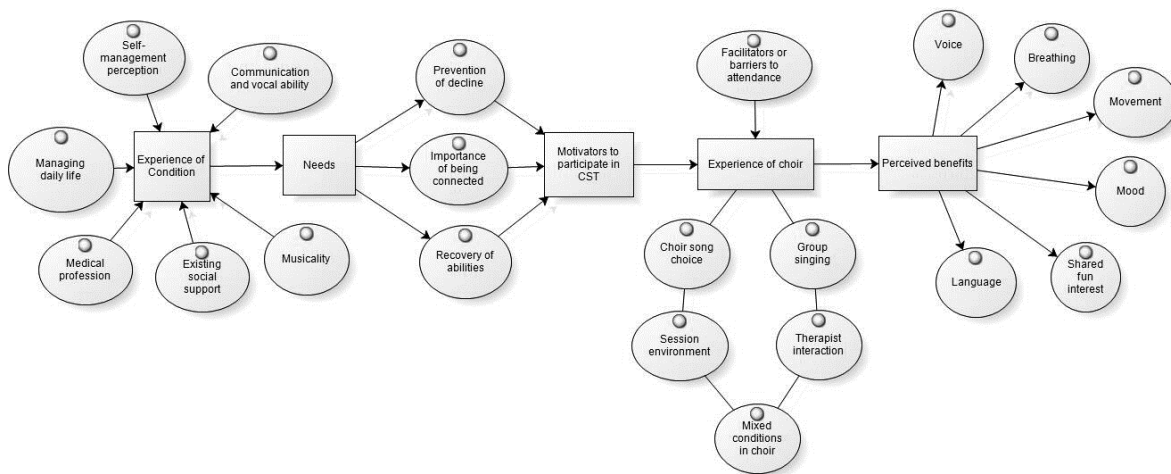 Self-
management
perception
Communication
and vocal ability
Managing
daily life
Experience of
Condition
Medical
profession
Existing
social
support
Musicality
Needs
Prevention
of decline
Importance
of being
connected
Recovery of
abilities
Motivators to
participate in
CST
Facilitators or
barriers to
attendance
Experience of choir
Choir song
choice
Group
singing
Session
environment
Therapist
interaction
Mixed
conditions
in choir
Perceived benefits
Voice
Breathing
Movement
Mood
Shared
fun
interest
Language